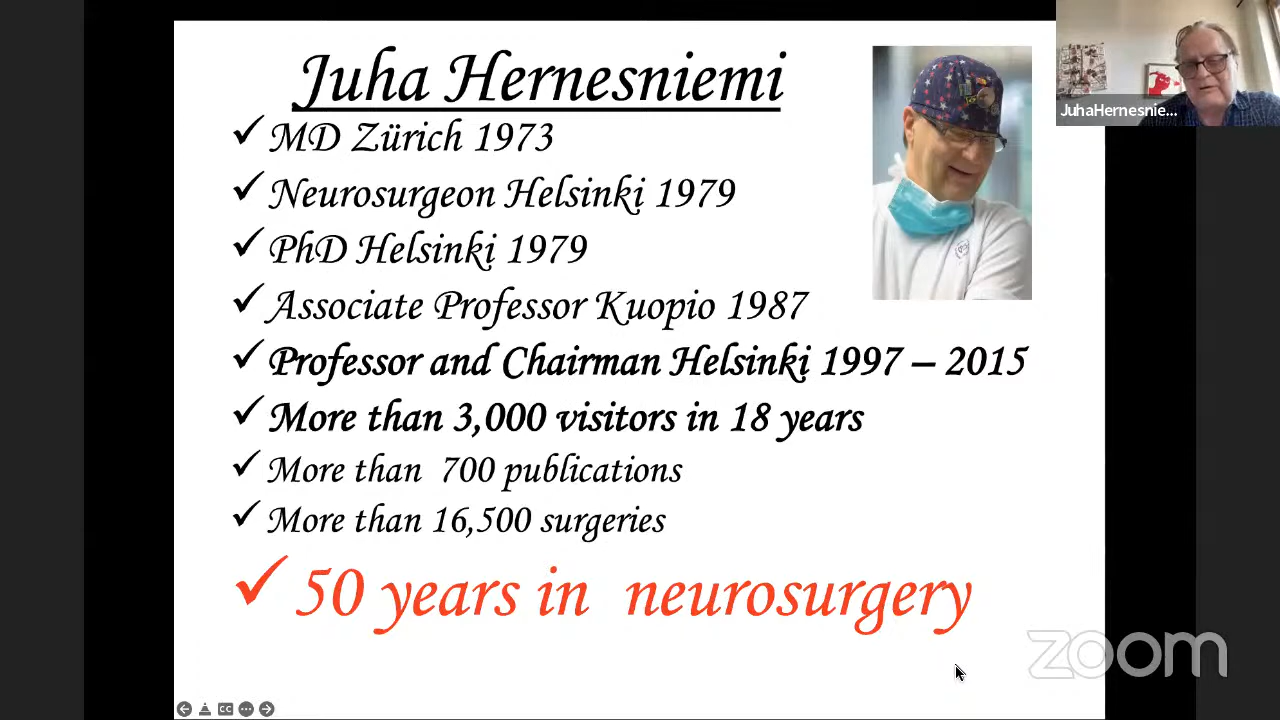 Juha Hernesniemi
MD Zürich 1973
Neurosurgeon Helsinki 1979
PhD Helsinki 1979
Associate Professor Kuopio 1987
Professor and Chairman Helsinki 1997 – 2015
More than 3,000 visitors in 18 years
More than 700 publications
More than 16,500 surgeries
50 years in neurosurgery
JuhaHernesnie...
zoom
CC